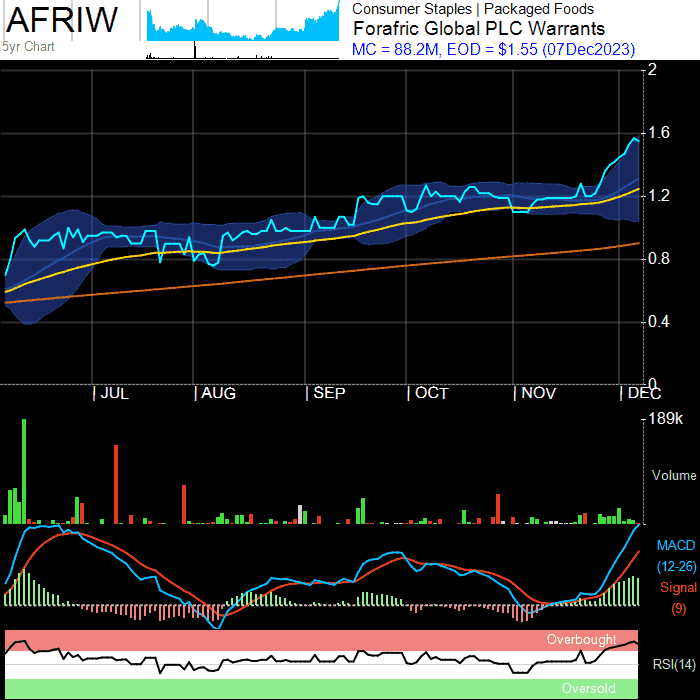 AFRIW
5yr Chart
Consumer Staples | Packaged Foods
Forafric Global PLC Warrants
MC = 88.2M, EOD = $1.55 (07Dec2023)
2
1.6
1.2
0.8
0.4
0
| JUL | AUG | SEP | OCT | NOV | DEC
189k
Volume
MACD
(12-26)
Signal
(9)
Overbought
RSI(14)
Oversold